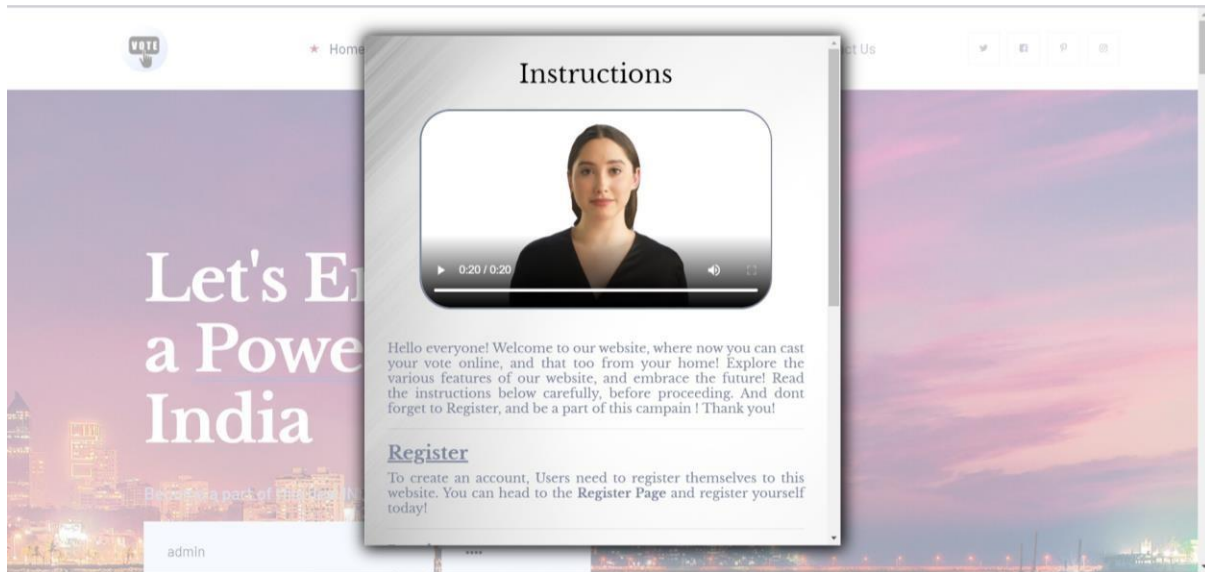 VOTE
Home
ct Us
Instructions
0:20 / 0:20
Let's E
a Powe
India
Hello everyone! Welcome to our website, where now you can cast
your vote online, and that too from your home! Explore the
various features of our website, and embrace the future! Read
the instructions below carefully, before proceeding. And dont
forget to Register, and be a part of this campain ! Thank you!
Register
To create an account, Users need to register themselves to this
website. You can head to the Register Page and register yourself
today!
Become a part of
admin